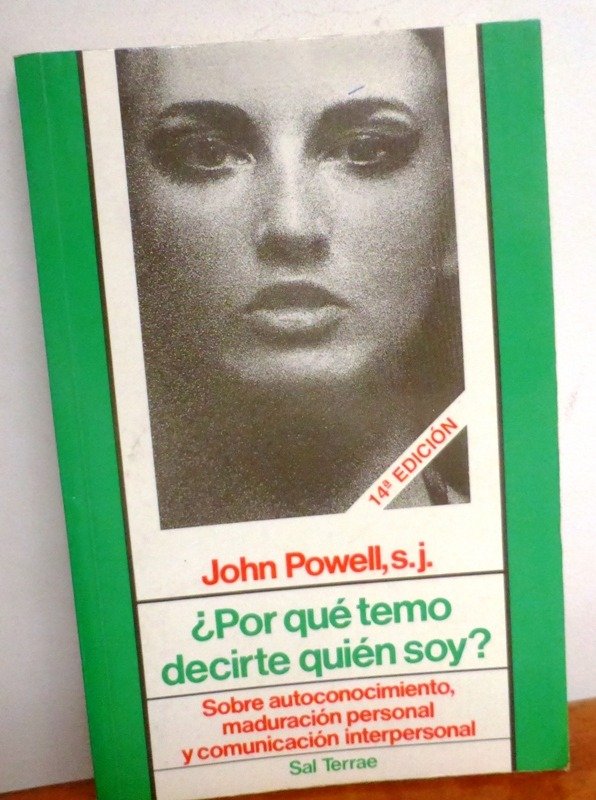 14ª EDICIÓN
John Powell, s.j.
¿Por qué temo
decirte quién soy?
Sobre autoconocimiento,
maduración personal
y comunicación interpersonal
Sal Terrae